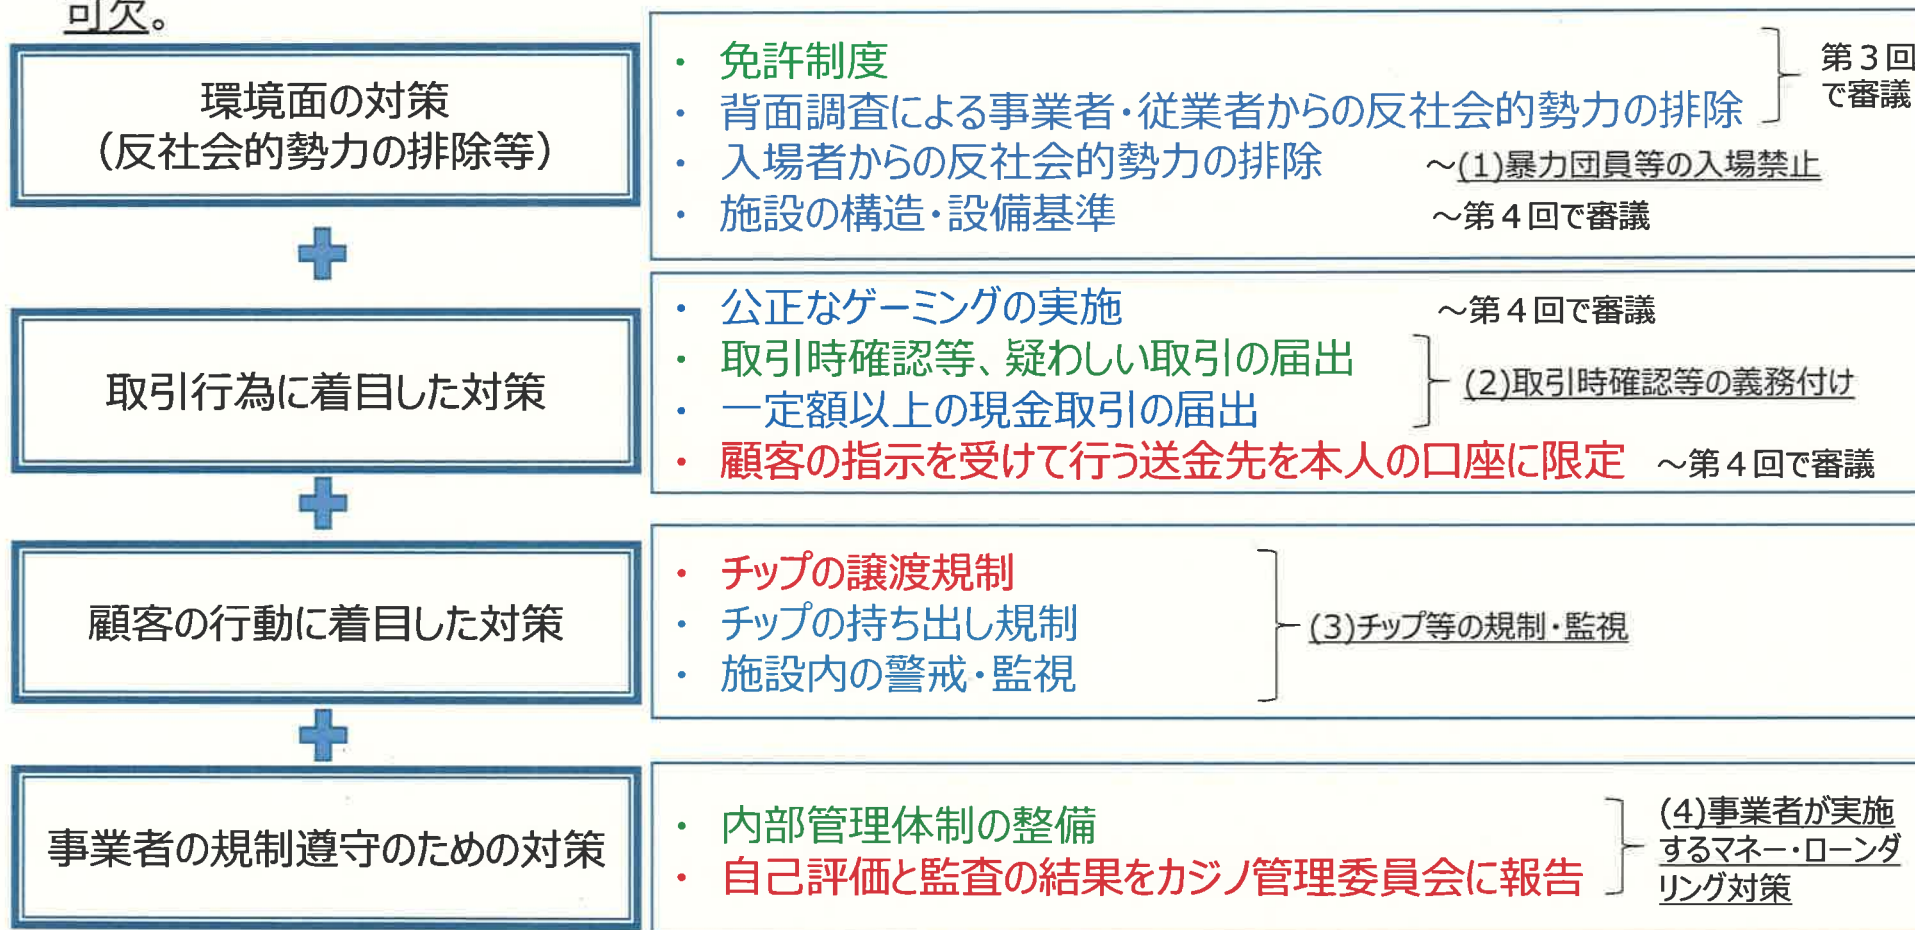 可欠。
環境面の対策
（反社会的勢力の排除等）
・ 免許制度
・ 背面調査による事業者・従業者からの反社会的勢力の排除
第３回
で審議
・ 入場者からの反社会的勢力の排除 ～(1)暴力団員等の入場禁止
・ 施設の構造・設備基準 ～第４回で審議
取引行為に着目した対策
・ 公正なゲーミングの実施 ～第４回で審議
・ 取引時確認等、疑わしい取引の届出
・ 一定額以上の現金取引の届出
(2)取引時確認等の義務付け
・ 顧客の指示を受けて行う送金先を本人の口座に限定 ～第４回で審議
顧客の行動に着目した対策
・ チップの譲渡規制
・ チップの持ち出し規制
・ 施設内の警戒・監視
(3)チップ等の規制・監視
事業者の規制遵守のための対策
・ 内部管理体制の整備
・ 自己評価と監査の結果をカジノ管理委員会に報告
(4)事業者が実施
するマネー・ローンダ
リング対策